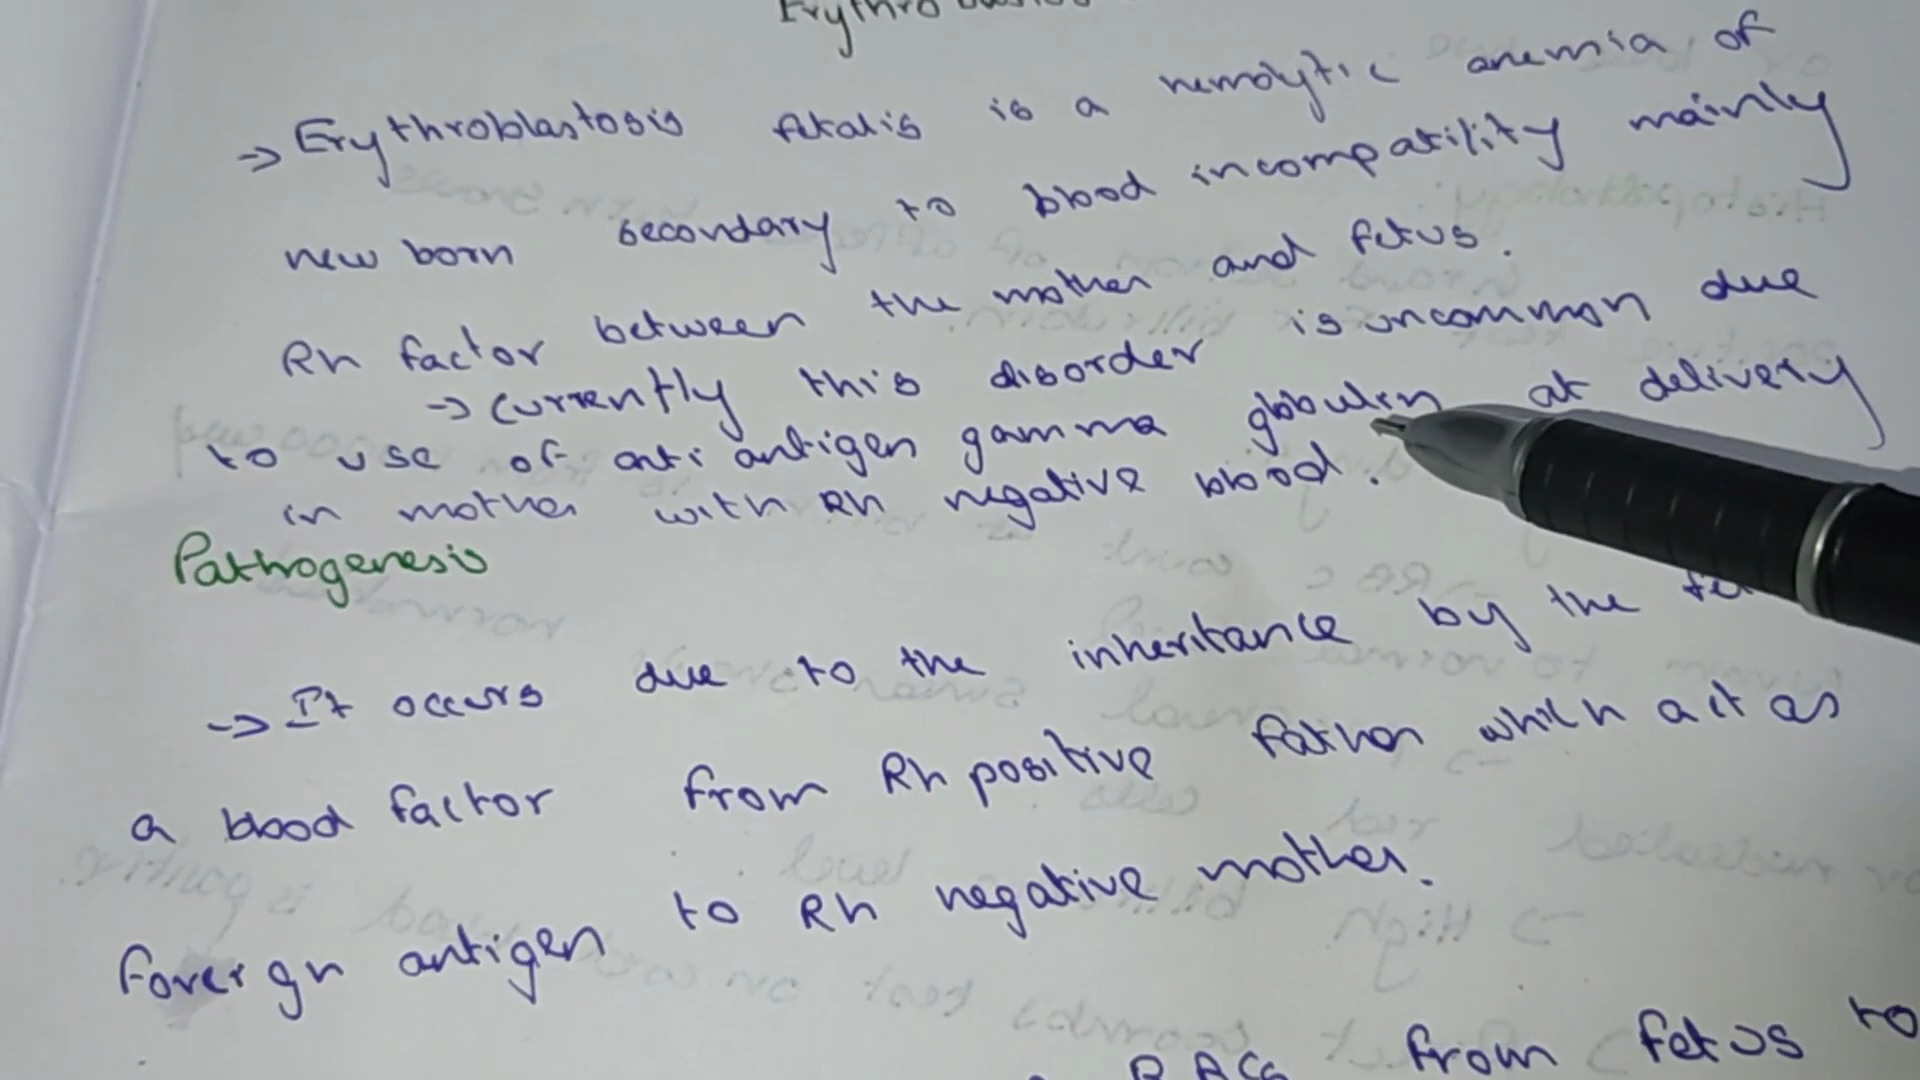 → Erythroblastosis fetalis is a hemolytic anemia of
new born secondary to blood incompatility mainly
Rh factor between the mother and fetus.
→ Currently this disorder is uncommon due
to use of anti antigen gamma globulin at delivery
in mother with Rh negative blood.
Pathogenesis
→ It occurs due to the inheritance by the
a blood factor from Rh positive father which act as
foreign antigen to Rh negative mother.
from fetus to